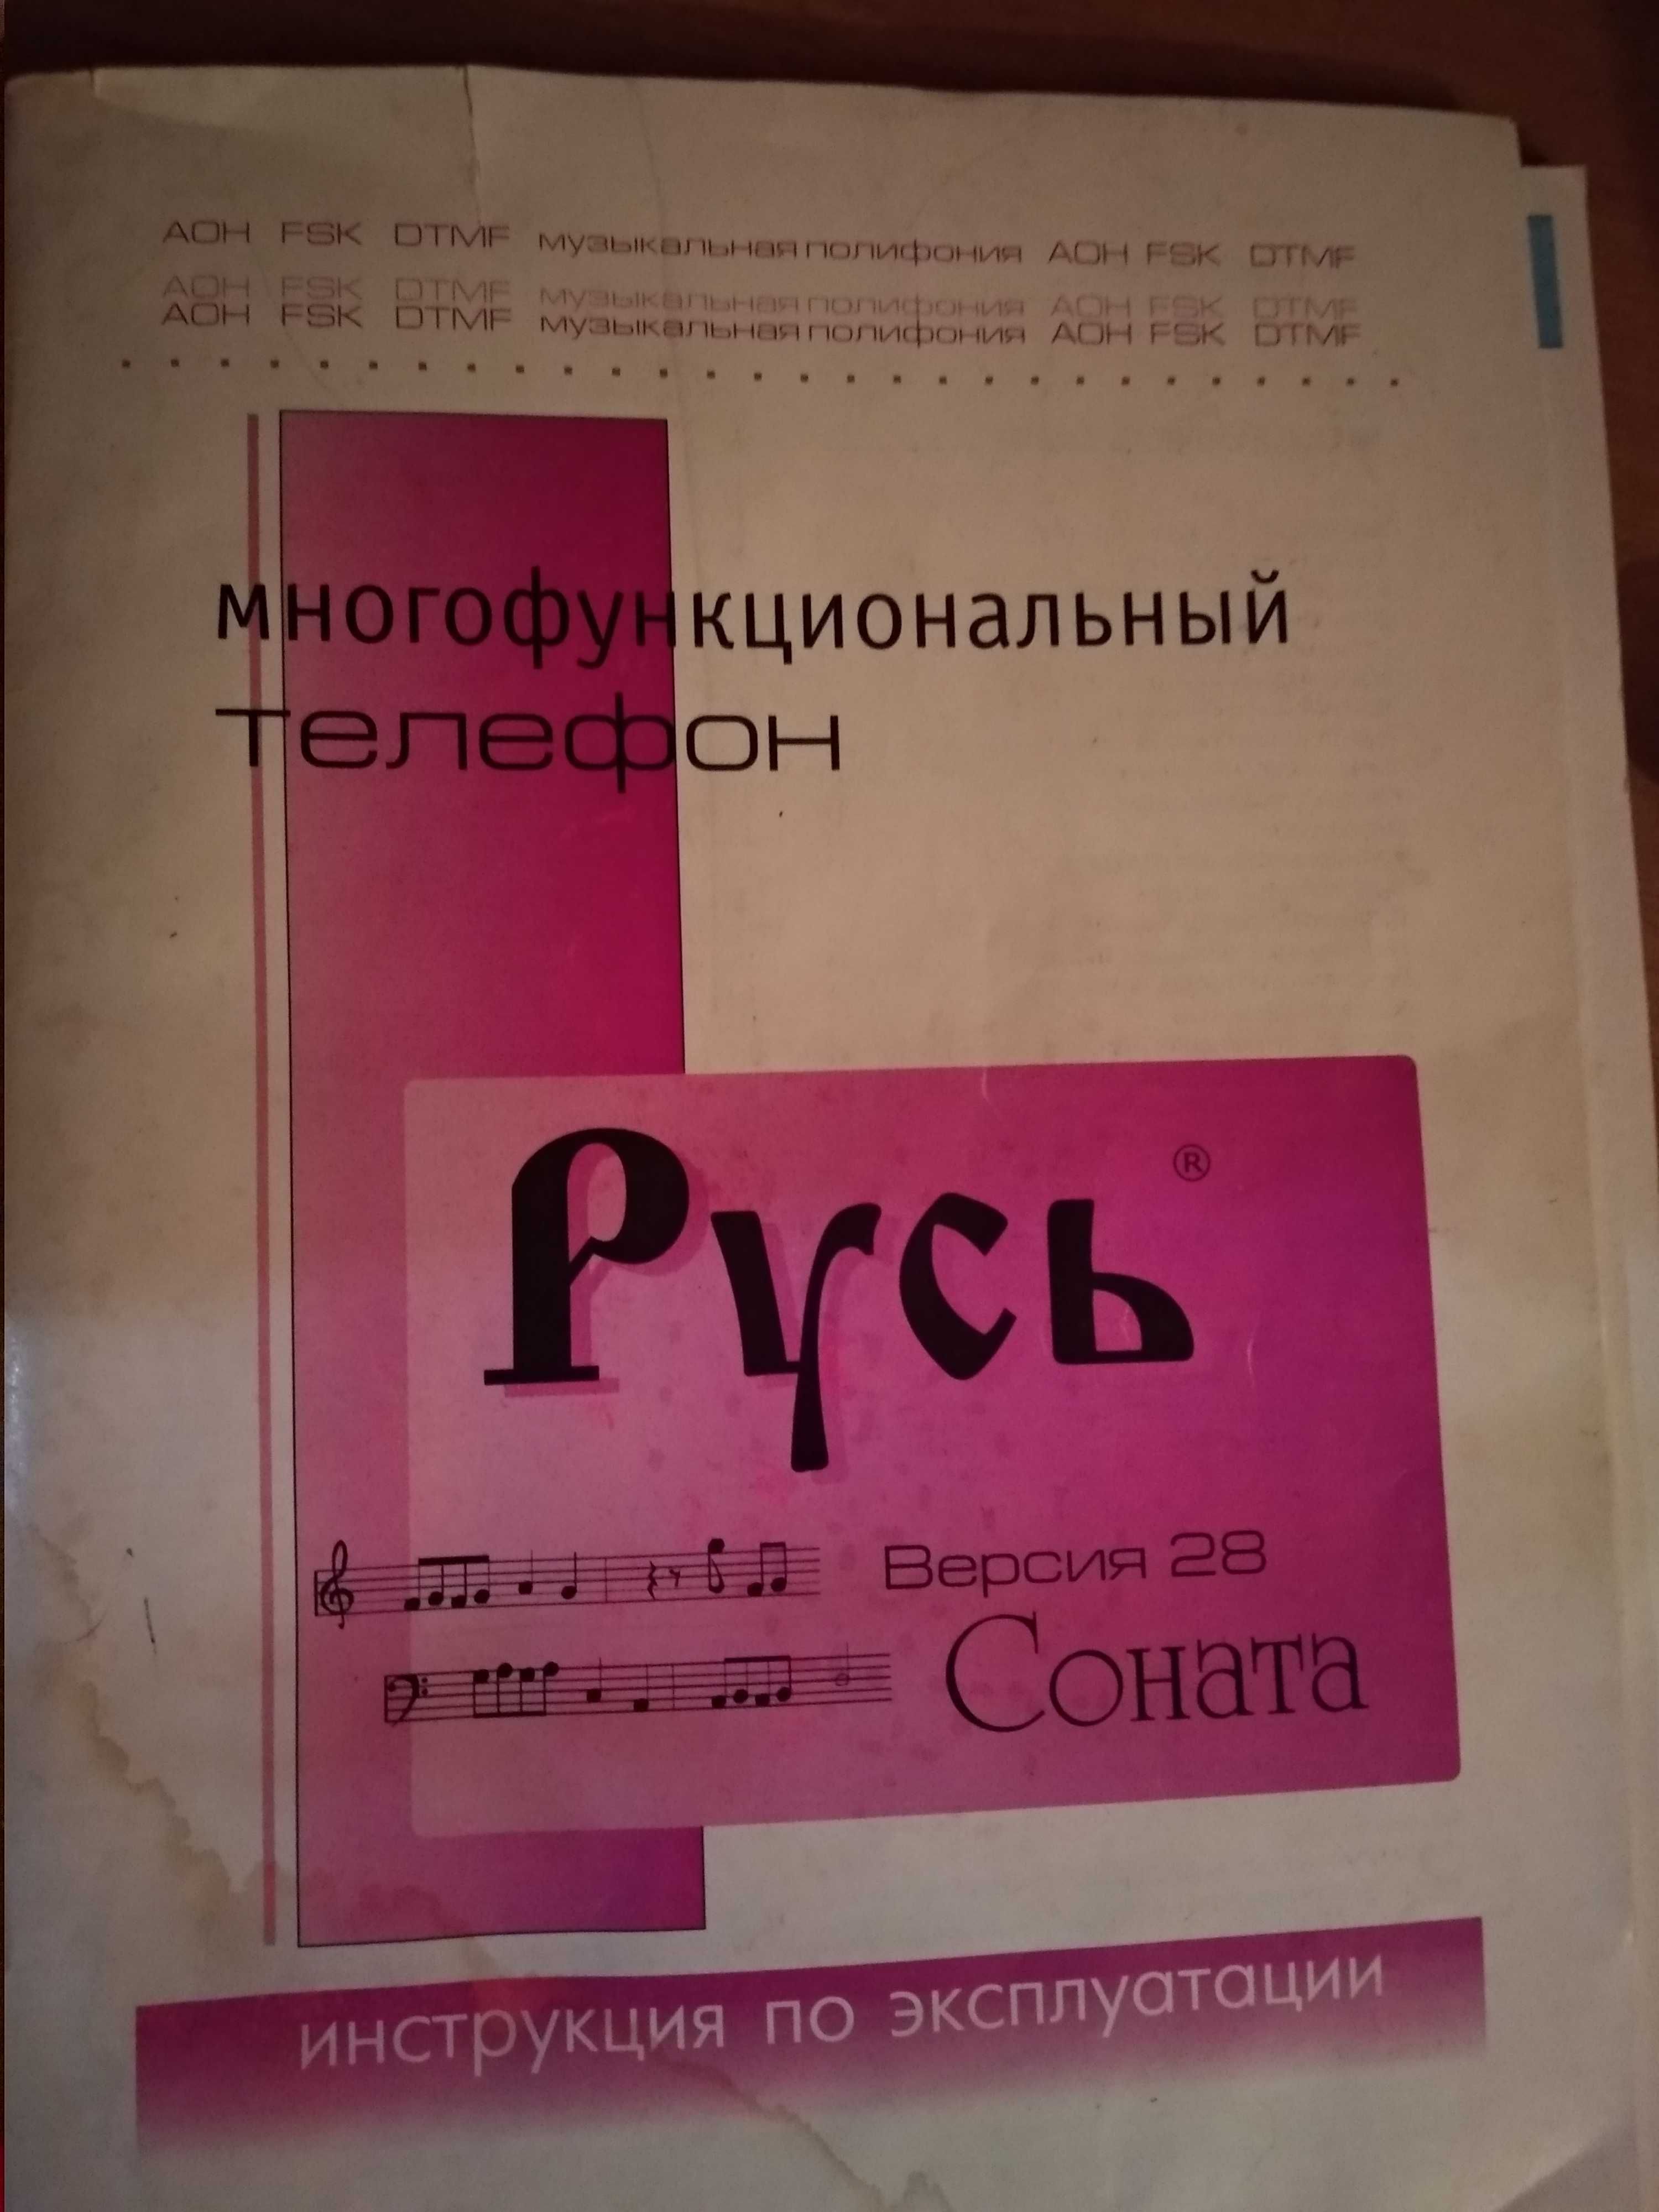 АОН FSK DTMF музыкальная полифония АОН FSK DTMF
АОН FSK DTMF музыкальная полифония АОН FSK DTMF
АОН FSK DTMF музыкальная полифония АОН FSK DTMF
многофункциональный
телефон
Русь®
Версия 28
Соната
инструкция по эксплуатации